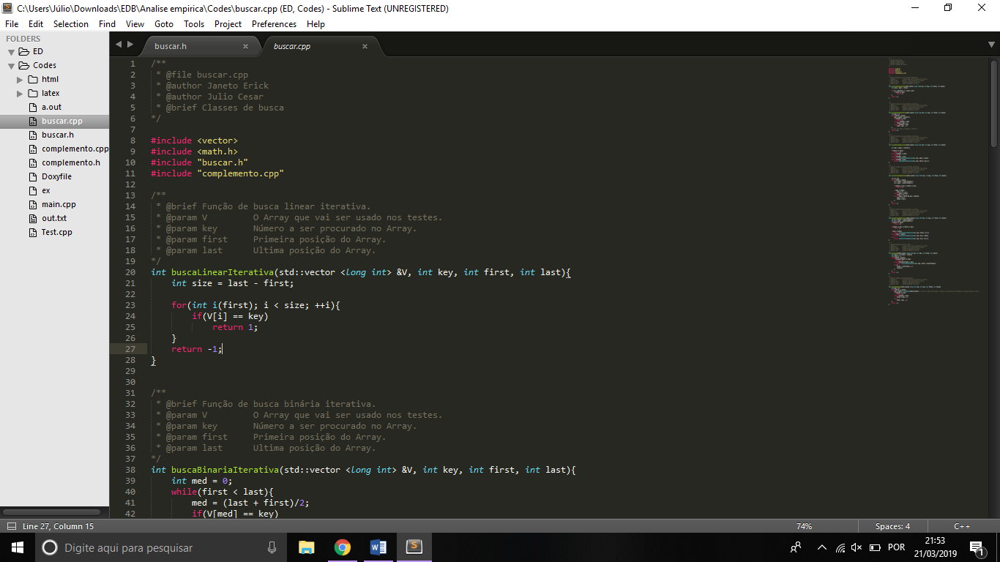 C:\Users\Júlio\Downloads\EDB\Analise empirica\Codes\buscar.cpp (ED, Codes) - Sublime Text (UNREGISTERED)
File Edit Selection Find View Goto Tools Project Preferences Help
FOLDERS
ED
Codes
html
latex
a.out
buscar.cpp
buscar.h
complemento.cpp
complemento.h
Doxyfile
ex
main.cpp
out.txt
Test.cpp
buscar.h × buscar.cpp ×
1 /**
2 * @file buscar.cpp
3 * @author Janeto Erick
4 * @author Julio Cesar
5 * @brief Classes de busca
6 */
7
8 #include <vector>
9 #include <math.h>
10 #include "buscar.h"
11 #include "complemento.cpp"
12
13 /**
14 * @brief Função de busca linear iterativa.
15 * @param V O Array que vai ser usado nos testes.
16 * @param key Número a ser procurado no Array.
17 * @param first Primeira posição do Array.
18 * @param last Ultima posição do Array.
19 */
20 int buscaLinearIterativa(std::vector <long int> &V, int key, int first, int last){
21 int size = last - first;
22
23 for(int i(first); i < size; ++i){
24 if(V[i] == key)
25 return 1;
26 }
27 return -1;
28 }
29
30
31 /**
32 * @brief Função de busca binária iterativa.
33 * @param V O Array que vai ser usado nos testes.
34 * @param key Número a ser procurado no Array.
35 * @param first Primeira posição do Array.
36 * @param last Ultima posição do Array.
37 */
38 int buscaBinariaIterativa(std::vector <long int> &V, int key, int first, int last){
39 int med = 0;
40 while(first < last){
41 med = (last + first)/2;
42 if(V[med] == key)
Line 27, Column 15 74% Spaces: 4 C++
Digite aqui para pesquisar
POR
21:53
21/03/2019
1